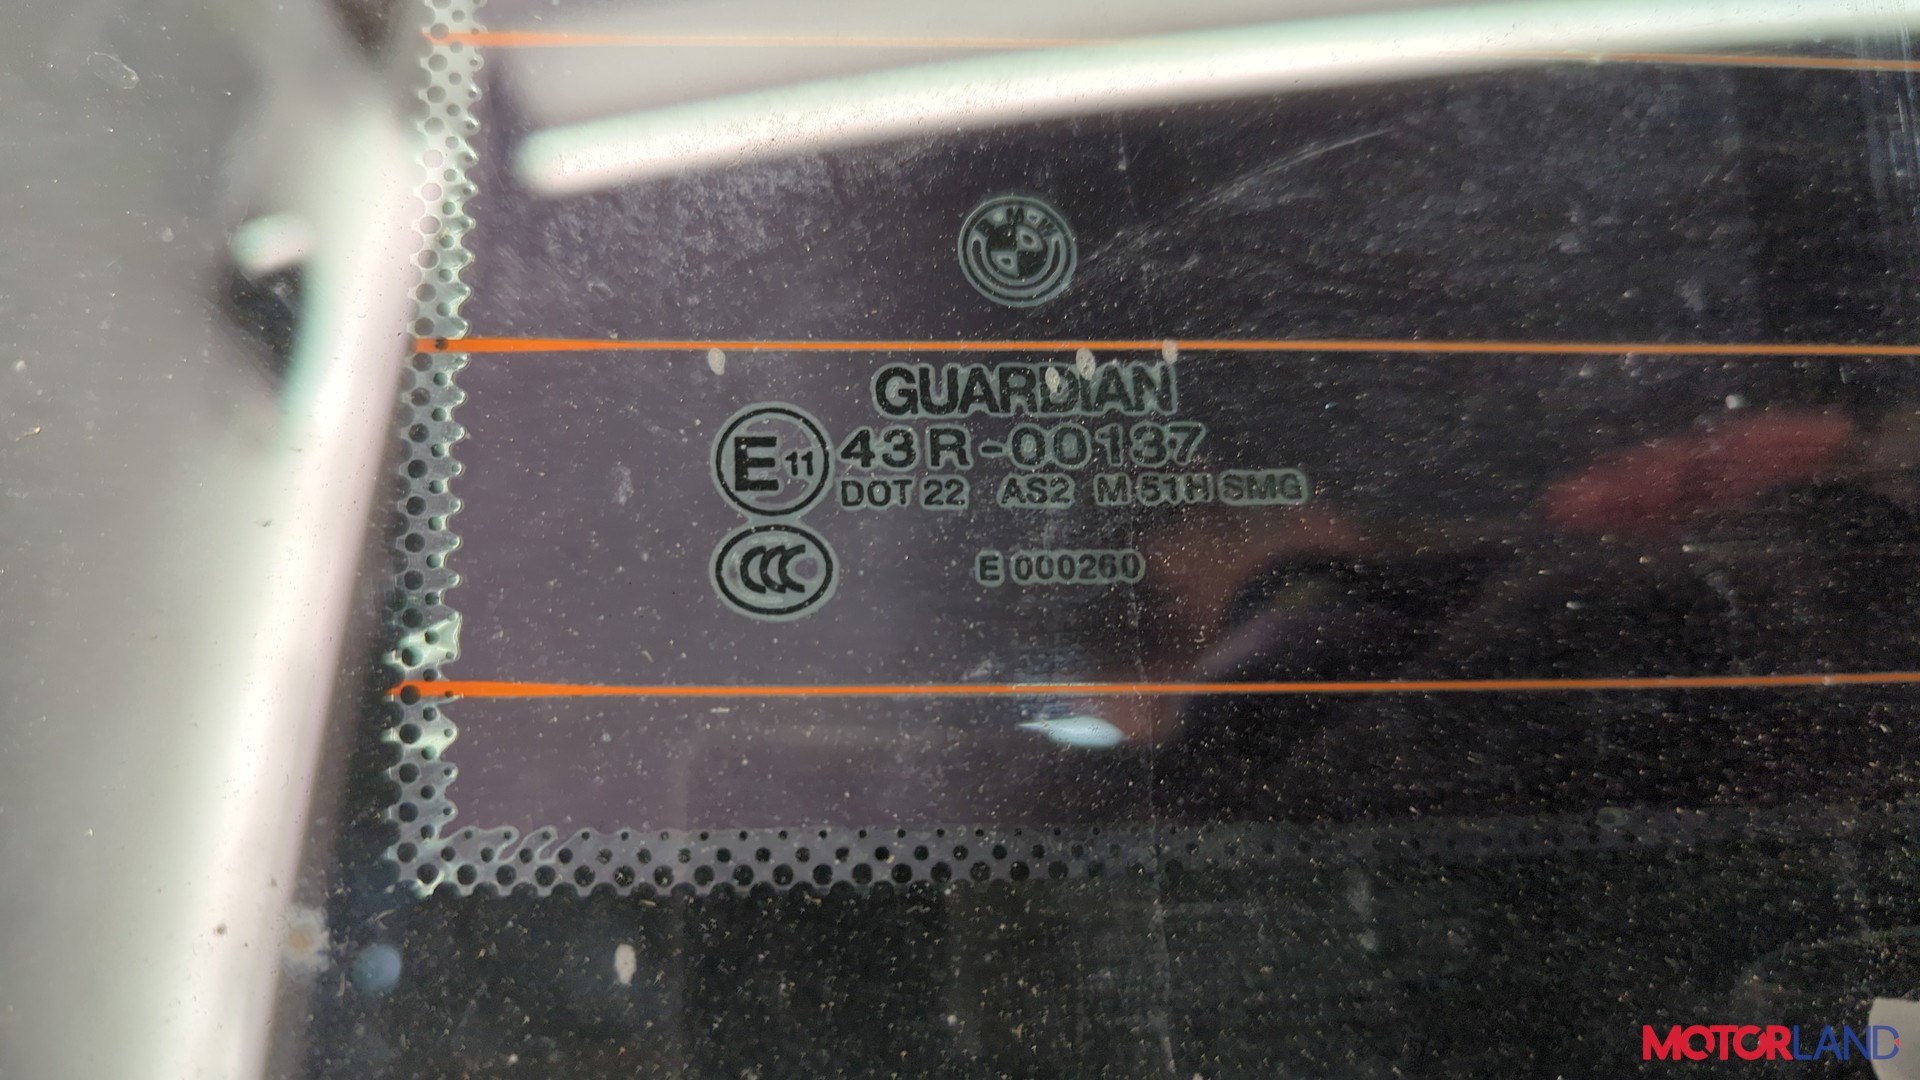 BMW
GUARDIAN
E11 43R-00137
DOT 22 AS2 M 51H SMG
CCC E 000260
MOTORLAND